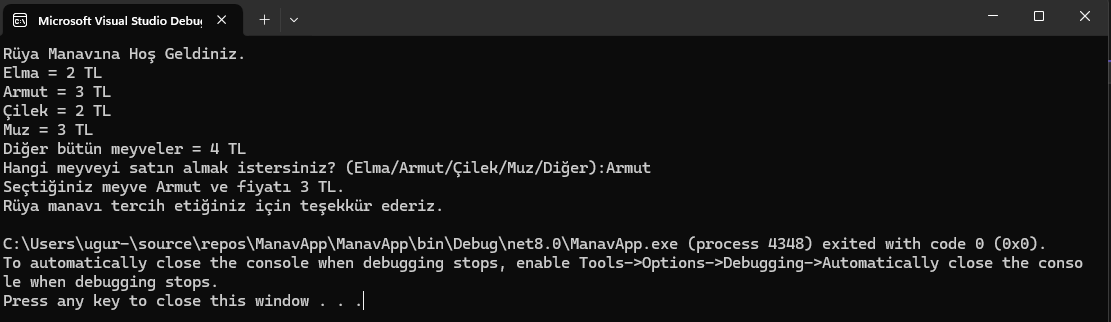 Microsoft Visual Studio Debug
Rüya Manavına Hoş Geldiniz.
Elma = 2 TL
Armut = 3 TL
Çilek = 2 TL
Muz = 3 TL
Diğer bütün meyveler = 4 TL
Hangi meyveyi satın almak istersiniz? (Elma/Armut/Çilek/Muz/Diğer):Armut
Seçtiğiniz meyve Armut ve fiyatı 3 TL.
Rüya manavı tercih etiğiniz için teşekkür ederiz.
C:\Users\ugur-\source\repos\ManavApp\ManavApp\bin\Debug\net8.0\ManavApp.exe (process 4348) exited with code 0 (0x0).
To automatically close the console when debugging stops, enable Tools->Options->Debugging->Automatically close the conso
le when debugging stops.
Press any key to close this window . . .